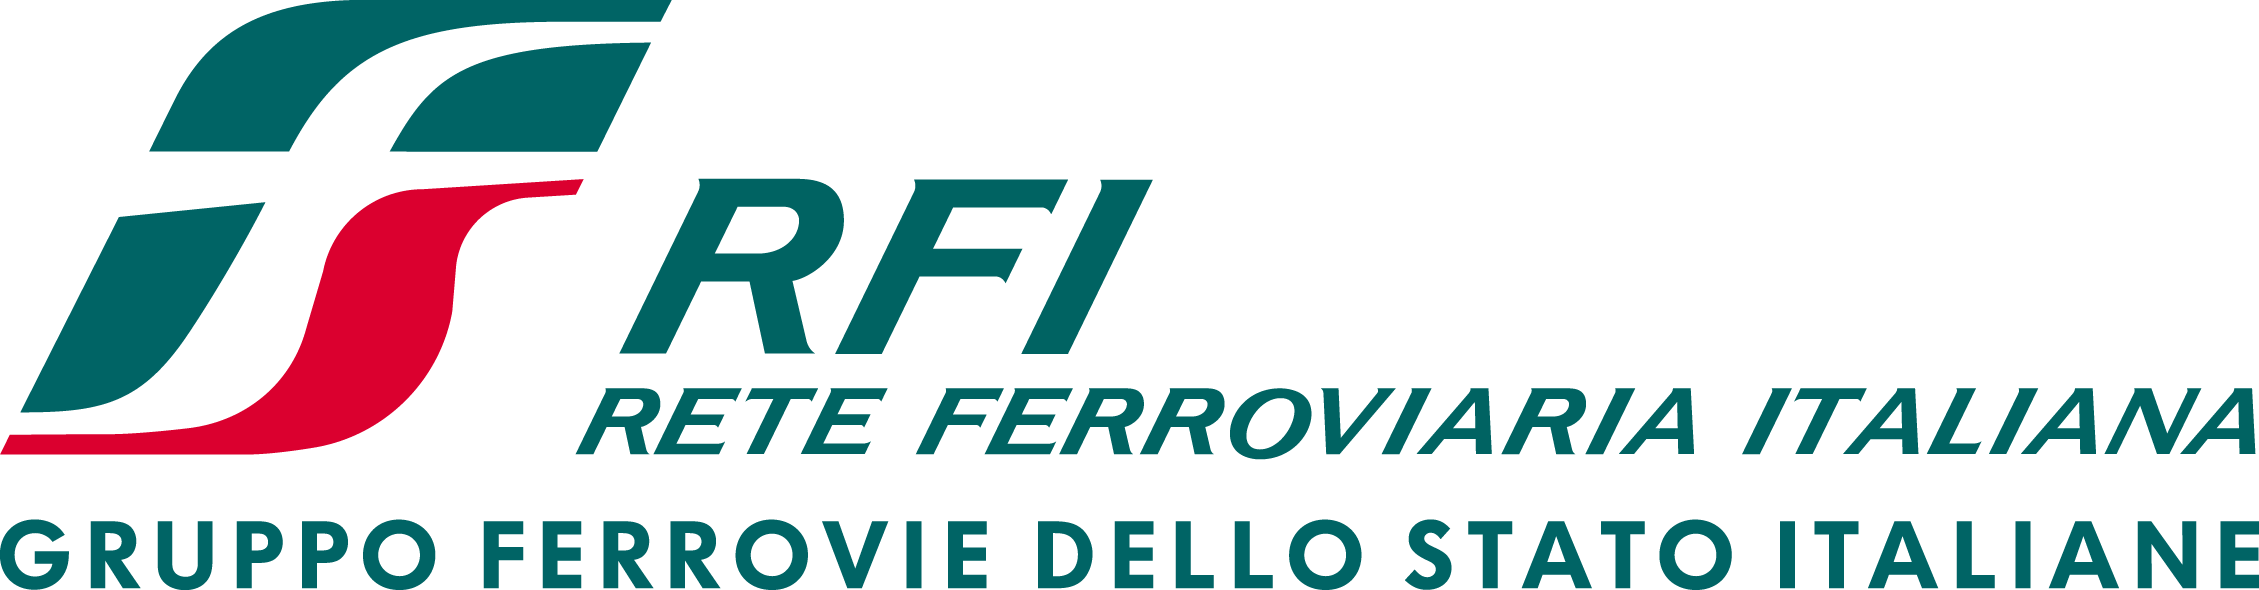 RFI
RETE FERROVIARIA ITALIANA
GRUPPO FERROVIE DELLO STATO ITALIANE